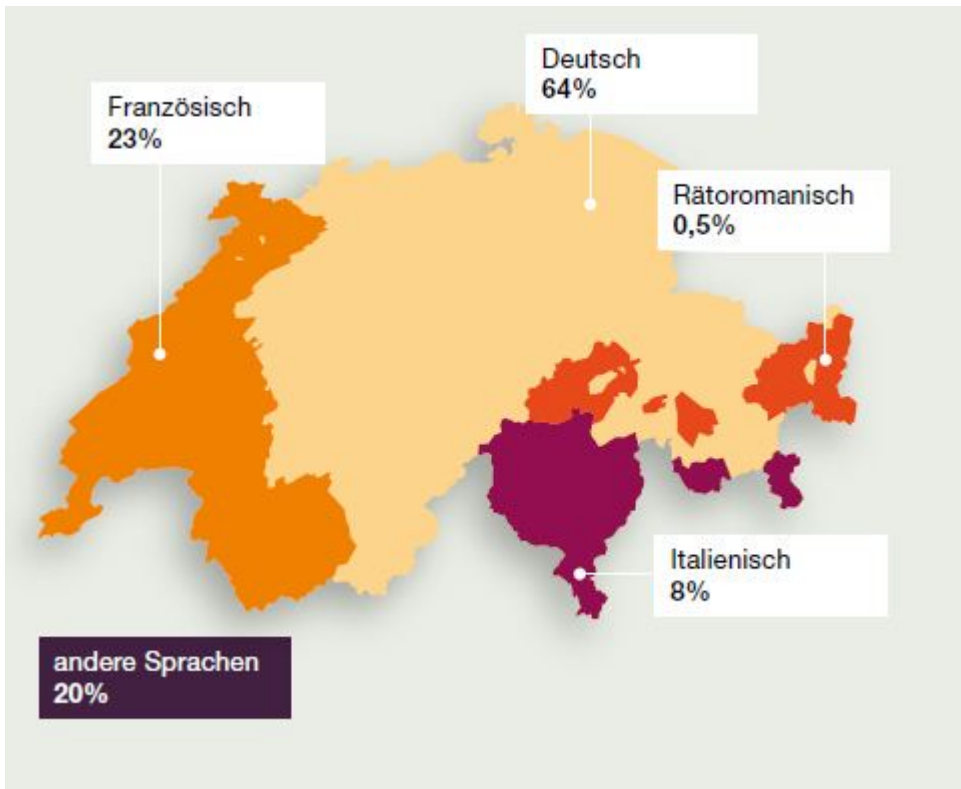 Deutsch
64%
Französisch
23%
Rätoromanisch
0,5%
Italienisch
8%
andere Sprachen
20%